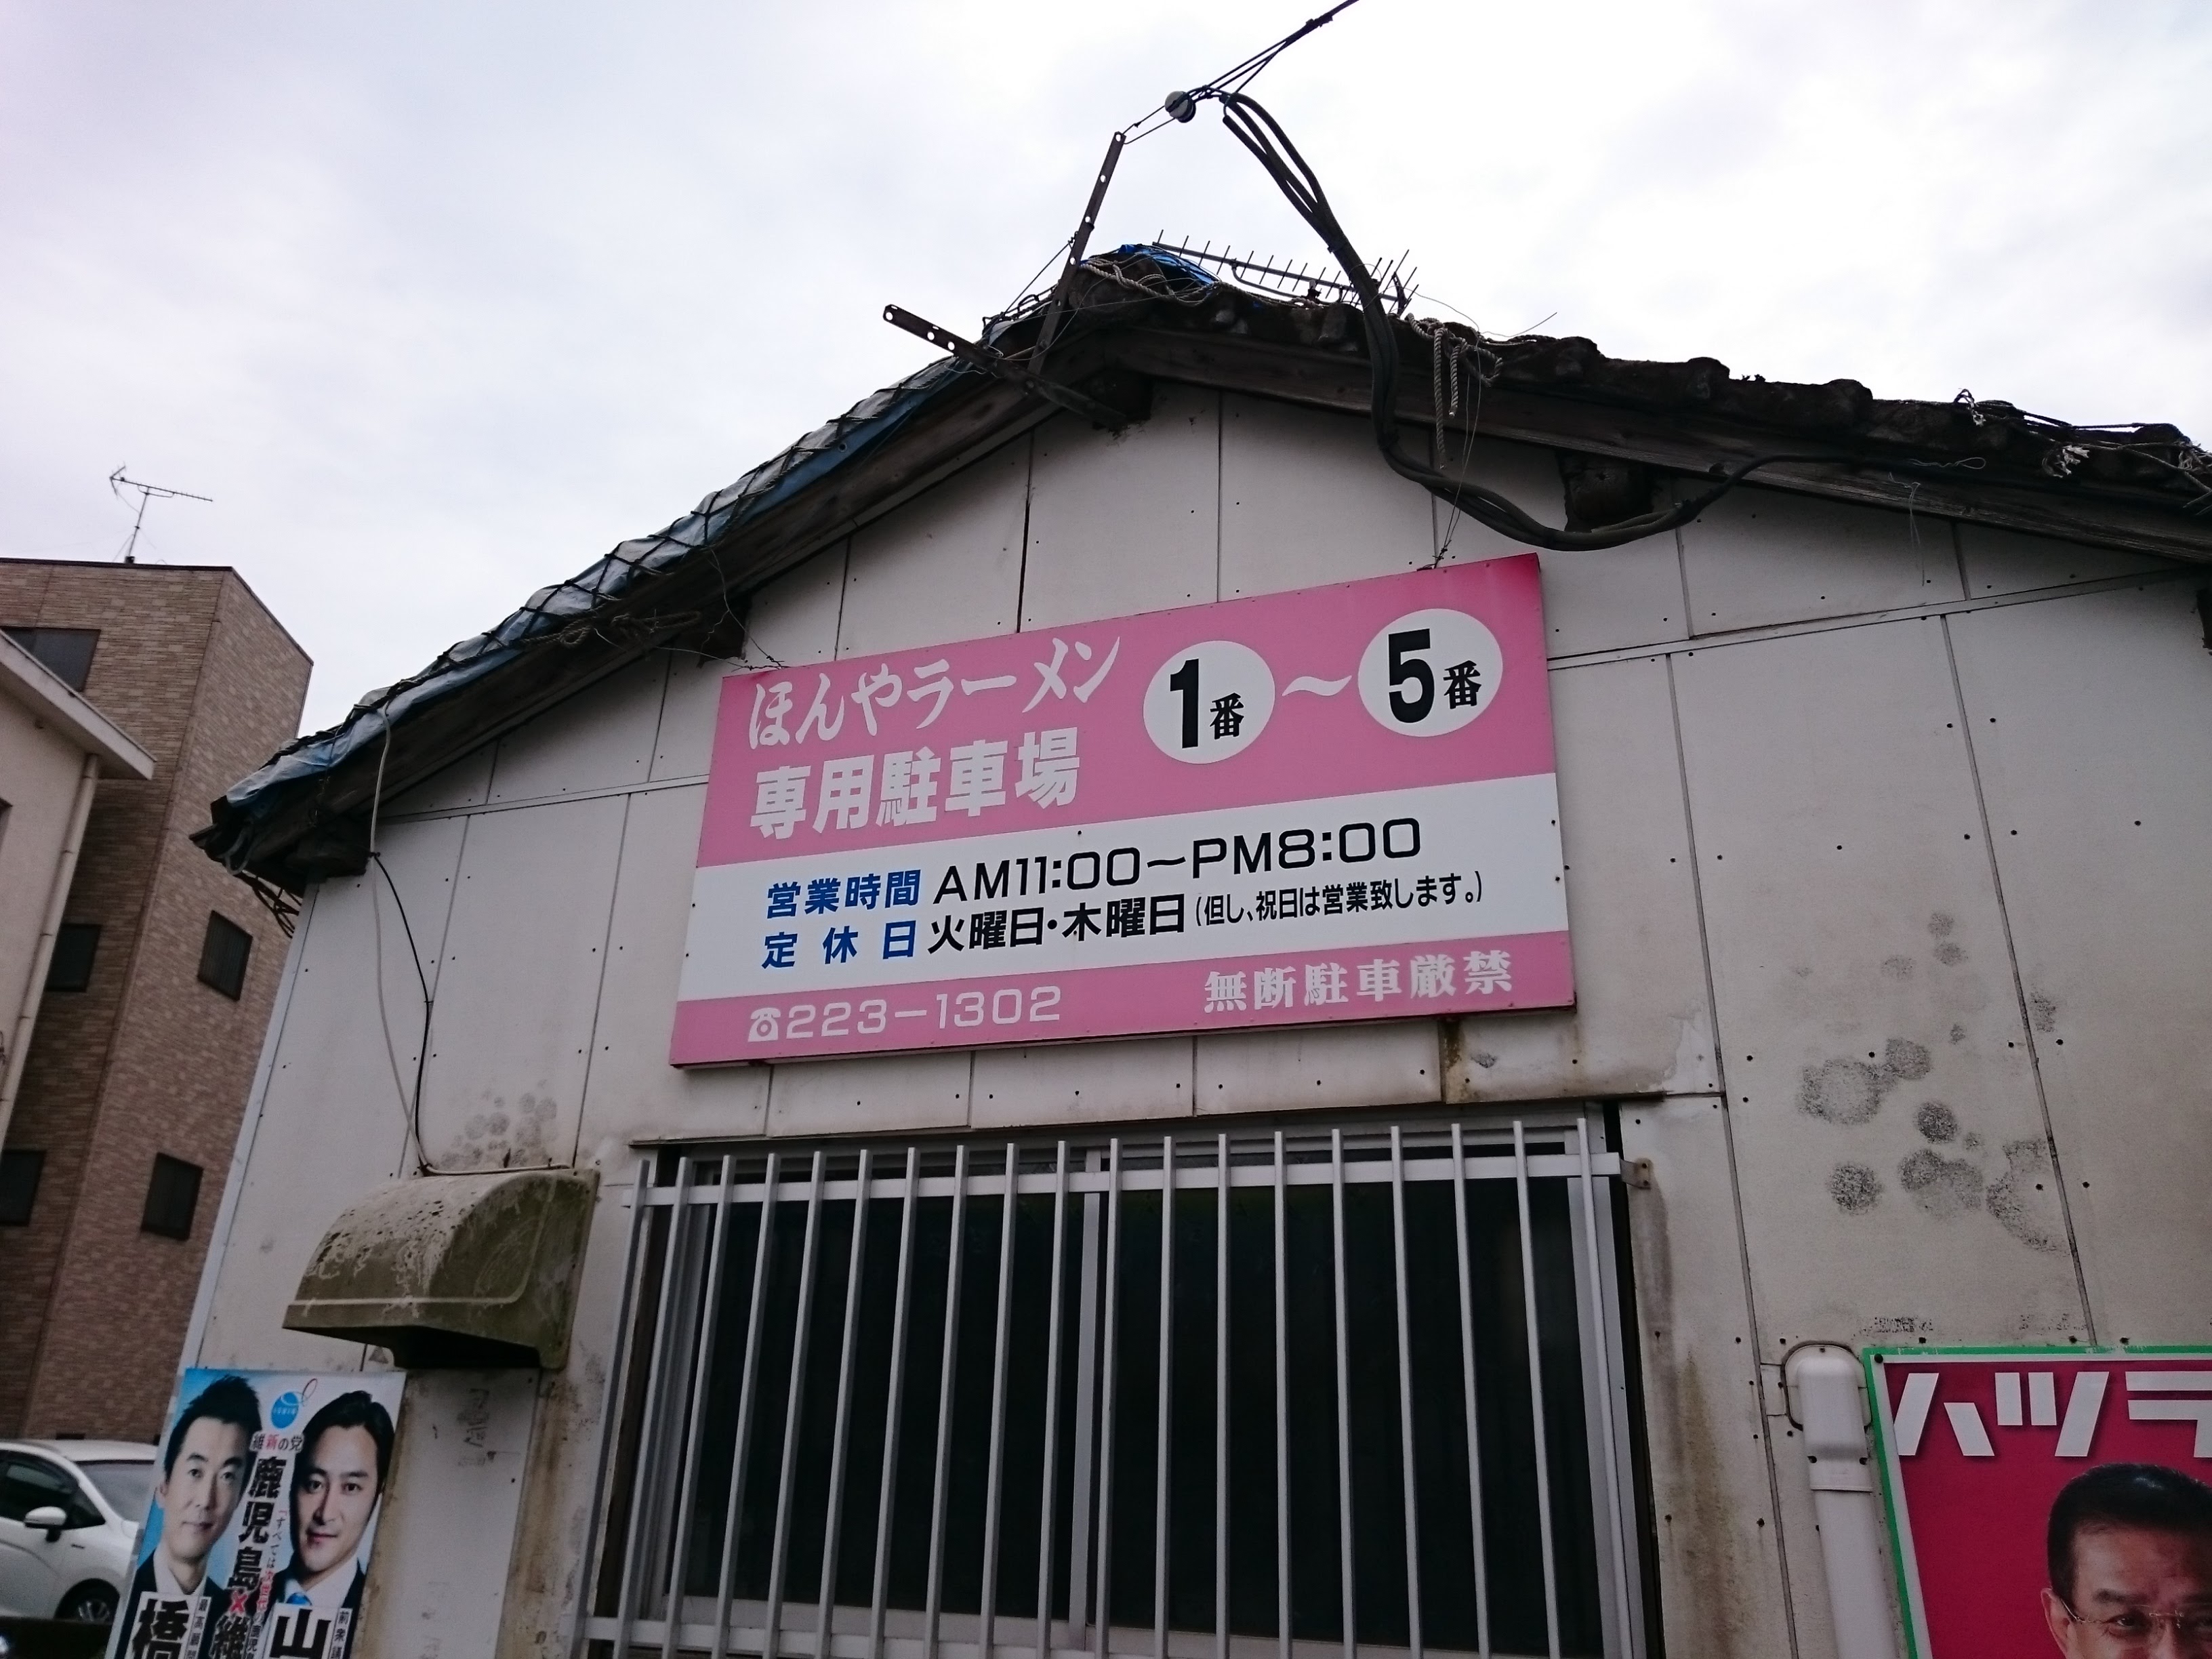 ほんやラーメン
専用駐車場
1番～5番
営業時間 AM11:00～PM8:00
定休日 火曜日・木曜日(但し、祝日は営業致します。)
☎223-1302
無断駐車厳禁
維新の党
鹿児島×維
橋
山
ハツ